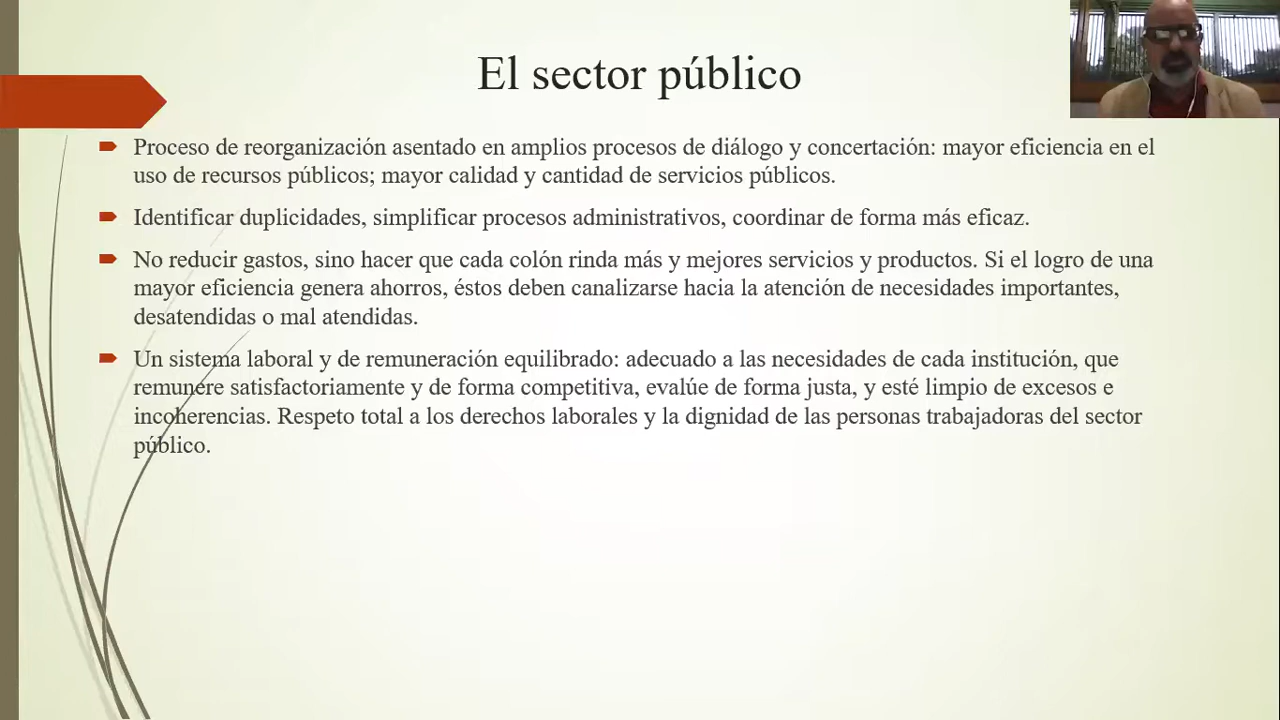 El sector público
Proceso de reorganización asentado en amplios procesos de diálogo y concertación: mayor eficiencia en el
uso de recursos públicos; mayor calidad y cantidad de servicios públicos.
Identificar duplicidades, simplificar procesos administrativos, coordinar de forma más eficaz.
No reducir gastos, sino hacer que cada colón rinda más y mejores servicios y productos. Si el logro de una
mayor eficiencia genera ahorros, éstos deben canalizarse hacia la atención de necesidades importantes,
desatendidas o mal atendidas.
Un sistema laboral y de remuneración equilibrado: adecuado a las necesidades de cada institución, que
remunere satisfactoriamente y de forma competitiva, evalúe de forma justa, y esté limpio de excesos e
incoherencias. Respeto total a los derechos laborales y la dignidad de las personas trabajadoras del sector
público.